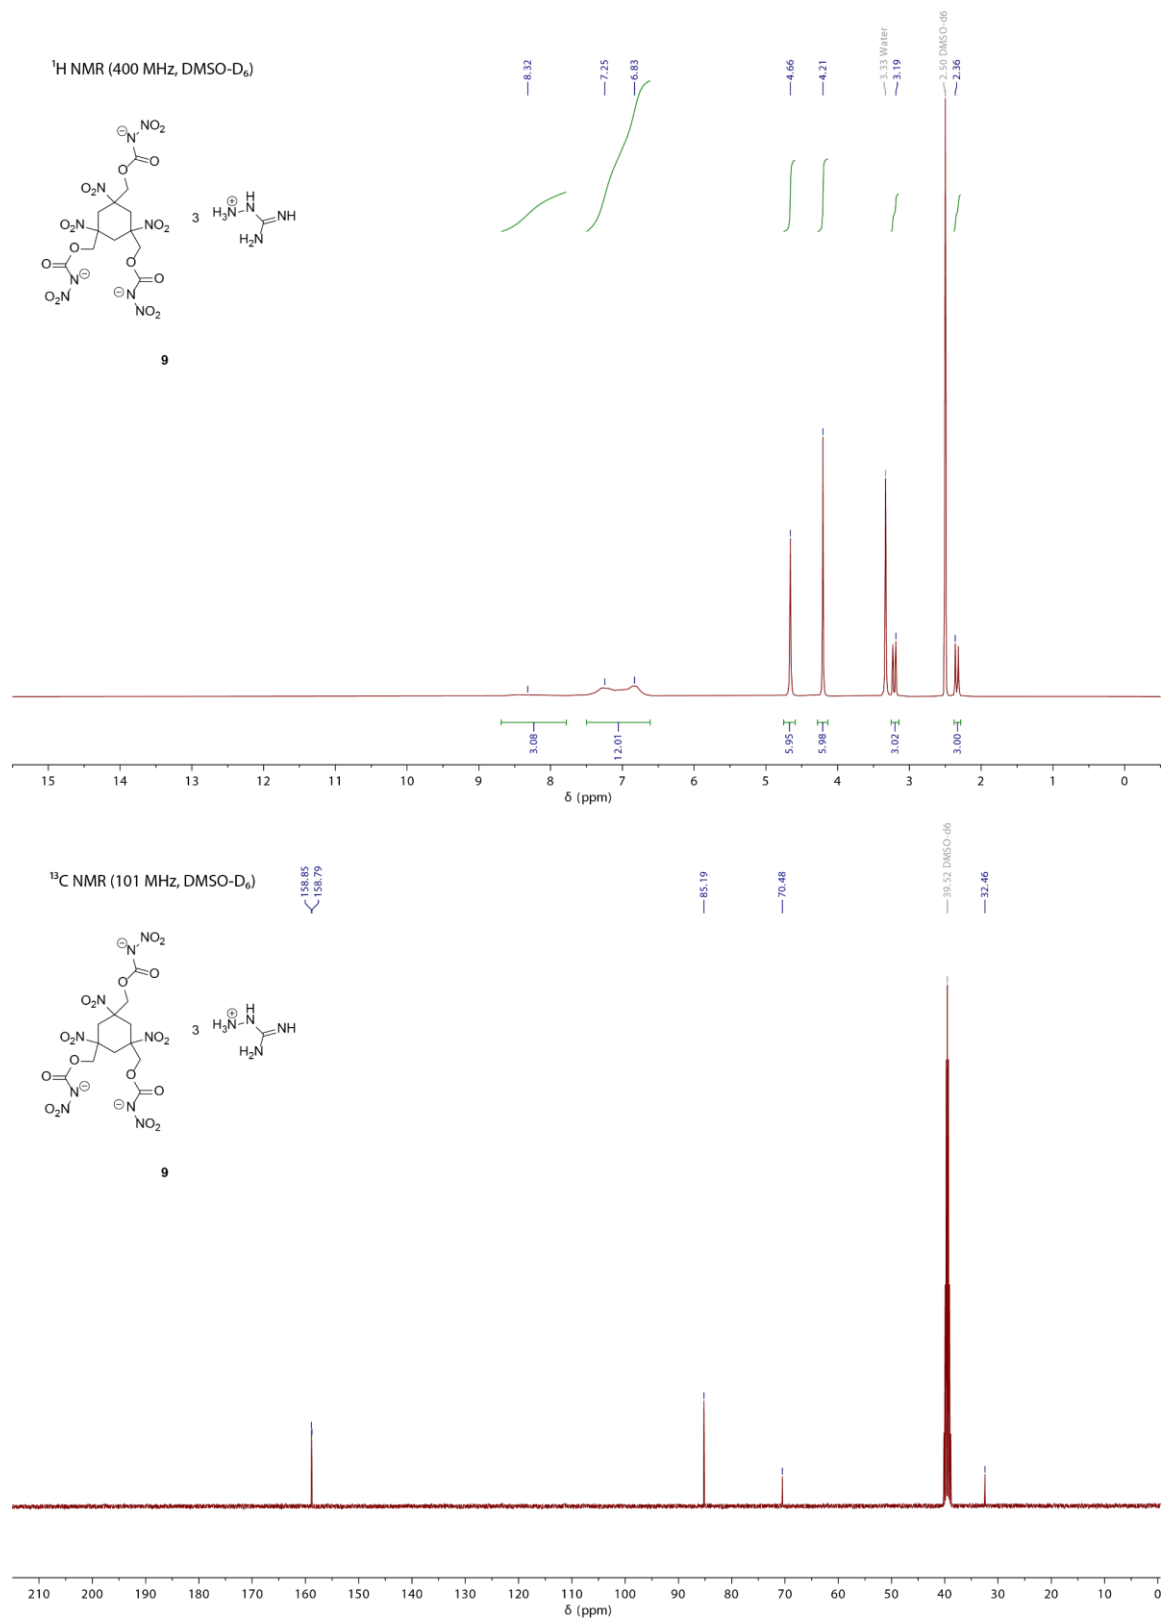 ¹H NMR (400 MHz, DMSO-D₆)
8.32
7.25
6.83
4.66
4.21
3.33 Water
3.19
2.50 DMSO-d6
2.36
⊖N NO₂
O O
O₂N
O₂N NO₂
O O
O N⊖ O
O₂N ⊖N
NO₂
3 H₃N⊕ NH NH
H₂N
9
3.08
12.01
5.95
5.98
3.02
3.00
15 14 13 12 11 10 9 8 7 6 5 4 3 2 1 0
δ (ppm)
¹³C NMR (101 MHz, DMSO-D₆)
158.85
158.79
85.19
70.48
39.52 DMSO-d6
32.46
⊖N NO₂
O O
O₂N
O₂N NO₂
O O
O N⊖ O
O₂N ⊖N
NO₂
3 H₃N⊕ NH NH
H₂N
9
210 200 190 180 170 160 150 140 130 120 110 100 90 80 70 60 50 40 30 20 10 0
δ (ppm)